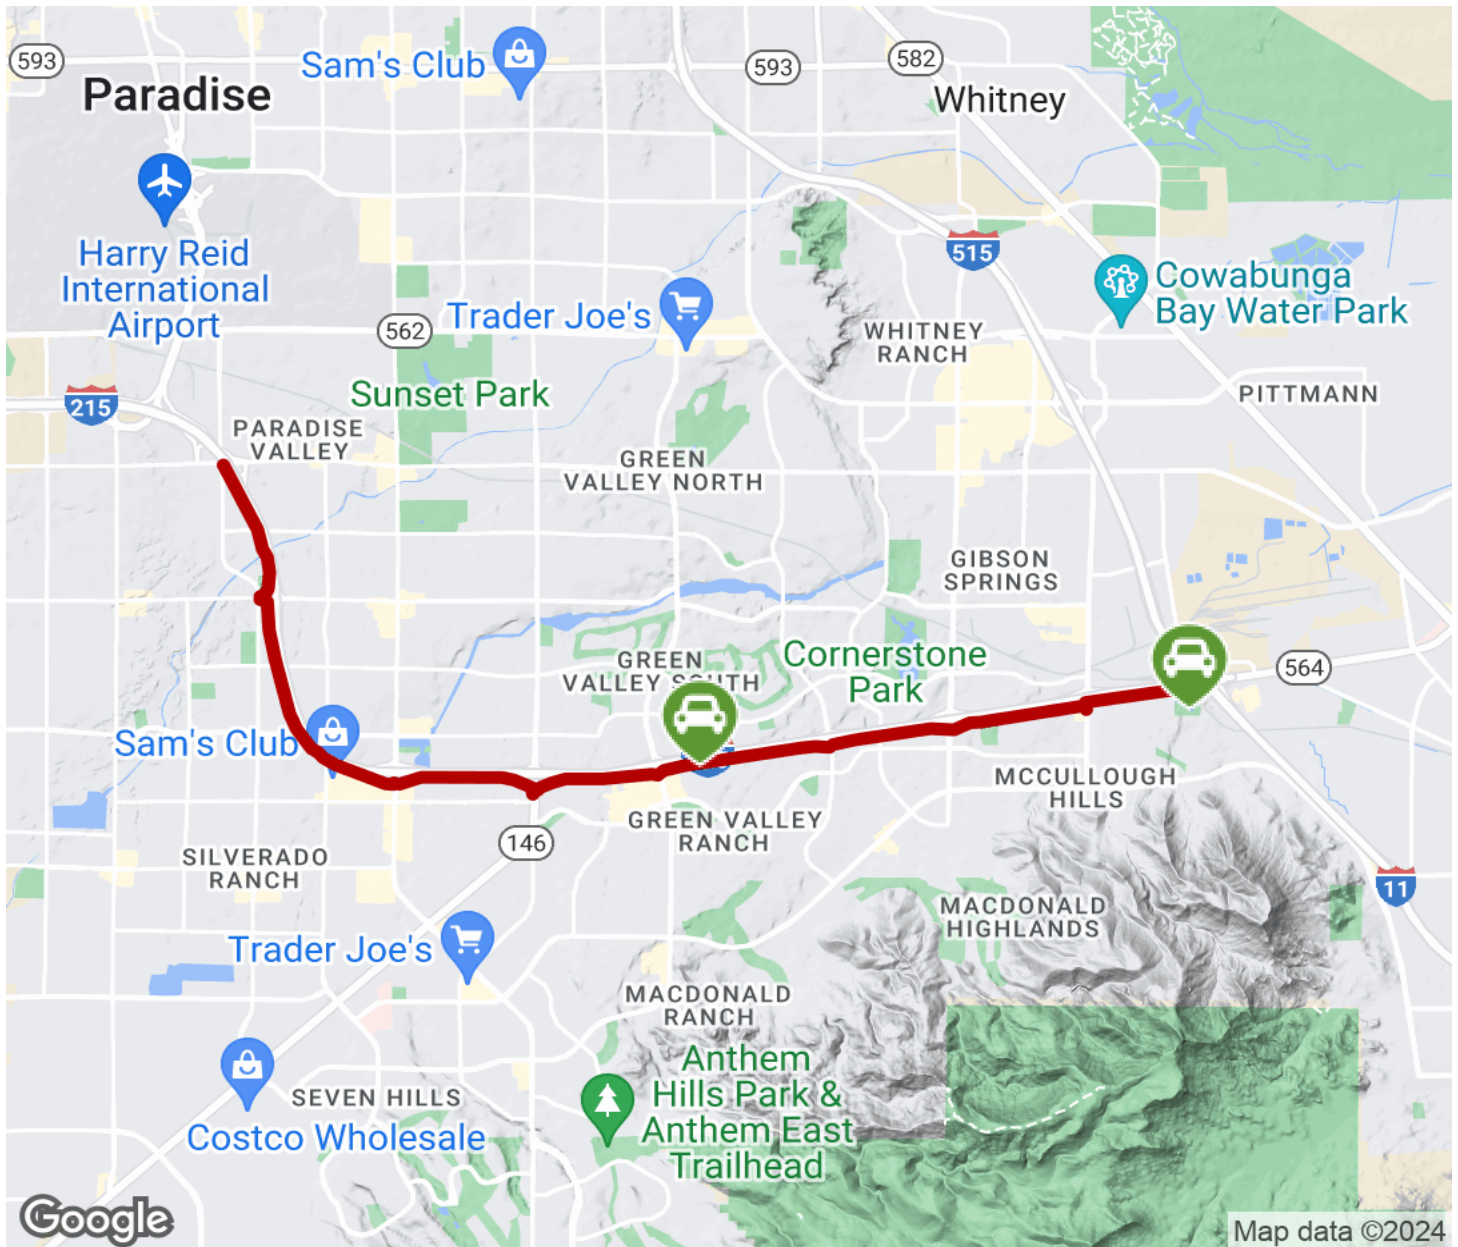 593
Sam's Club
593
582
Paradise
Whitney
Harry Reid
International
Airport
515
Cowabunga
Bay Water Park
Trader Joe's
562
WHITNEY
RANCH
215
Sunset Park
PITTMANN
PARADISE
VALLEY
GREEN
VALLEY NORTH
GIBSON
SPRINGS
GREEN
VALLEY SOUTH
Cornerstone
Park
564
Sam's Club
MCCULLOUGH
HILLS
146
GREEN VALLEY
RANCH
SILVERADO
RANCH
11
MACDONALD
HIGHLANDS
Trader Joe's
MACDONALD
RANCH
Anthem
Hills Park &
Anthem East
Trailhead
SEVEN HILLS
Costco Wholesale
Google
Map data ©2024